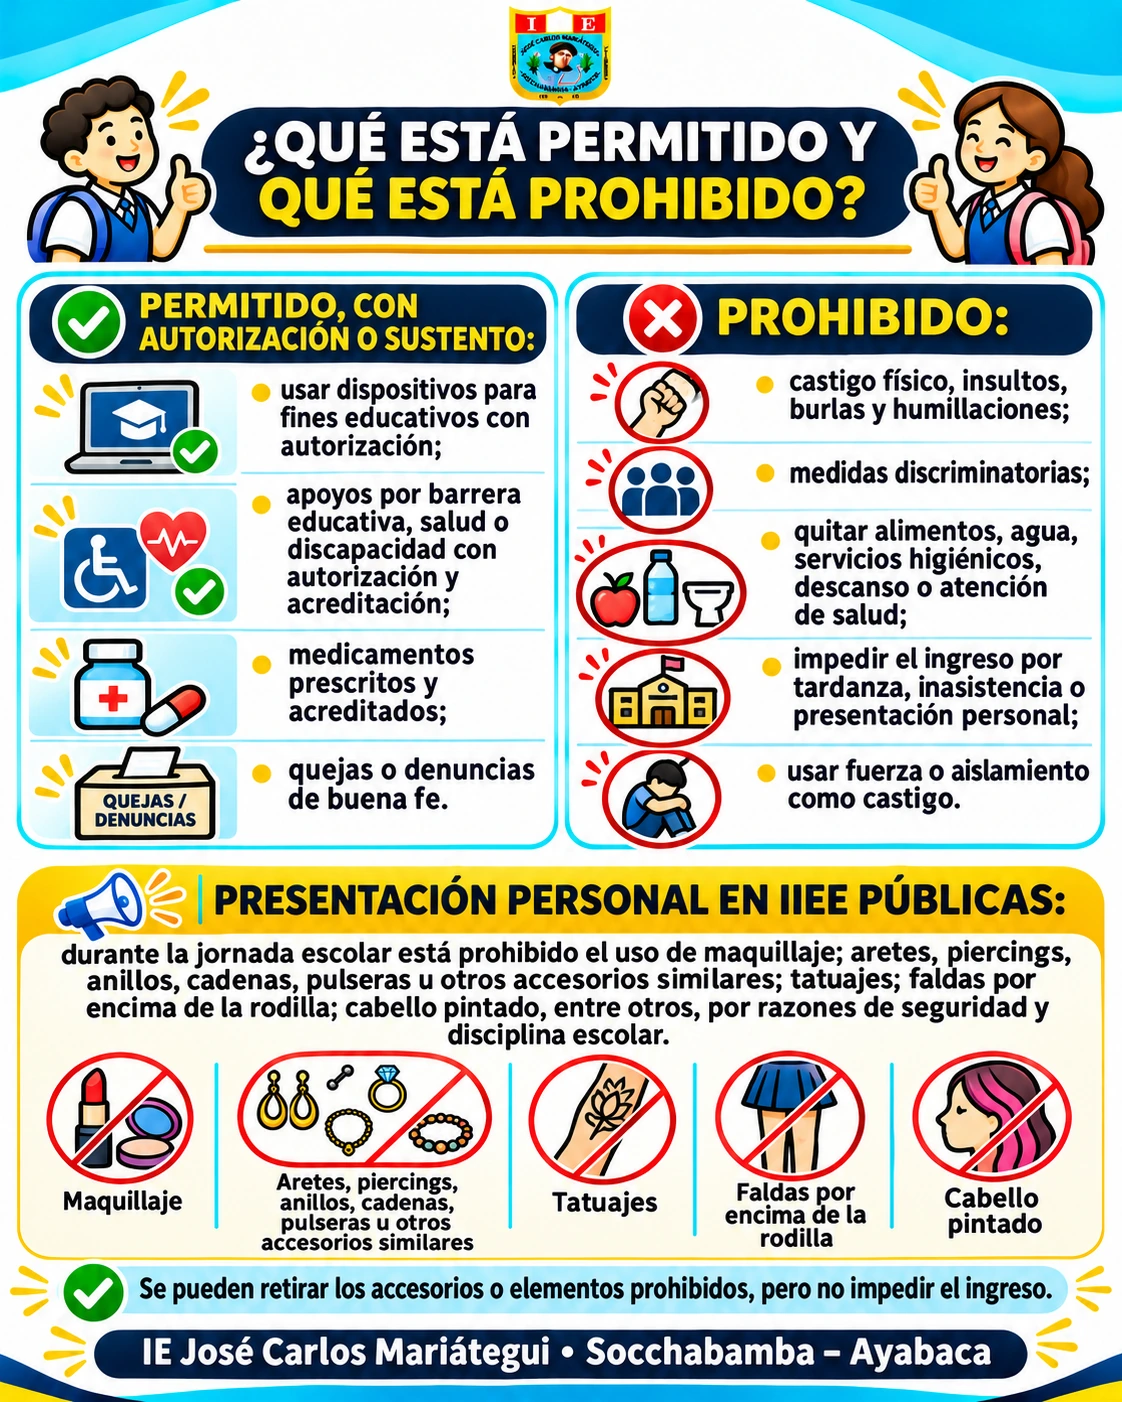 I E
JOSÉ CARLOS MARIÁTEGUI
SOCCHABAMBA - AYABACA
¿QUÉ ESTÁ PERMITIDO Y
QUÉ ESTÁ PROHIBIDO?
PERMITIDO, CON
AUTORIZACIÓN O SUSTENTO:
usar dispositivos para
fines educativos con
autorización;
apoyos por barrera
educativa, salud o
discapacidad con
autorización y
acreditación;
medicamentos
prescritos y
acreditados;
QUEJAS /
DENUNCIAS
quejas o denuncias
de buena fe.
PROHIBIDO:
castigo físico, insultos,
burlas y humillaciones;
medidas discriminatorias;
quitar alimentos, agua,
servicios higiénicos,
descanso o atención
de salud;
impedir el ingreso por
tardanza, inasistencia o
presentación personal;
usar fuerza o aislamiento
como castigo.
PRESENTACIÓN PERSONAL EN IIEE PÚBLICAS:
durante la jornada escolar está prohibido el uso de maquillaje; aretes, piercings,
anillos, cadenas, pulseras u otros accesorios similares; tatuajes; faldas por
encima de la rodilla; cabello pintado, entre otros, por razones de seguridad y
disciplina escolar.
Maquillaje
Aretes, piercings,
anillos, cadenas,
pulseras u otros
accesorios similares
Tatuajes
Faldas por
encima de la
rodilla
Cabello
pintado
Se pueden retirar los accesorios o elementos prohibidos, pero no impedir el ingreso.
IE José Carlos Mariátegui • Socchabamba – Ayabaca